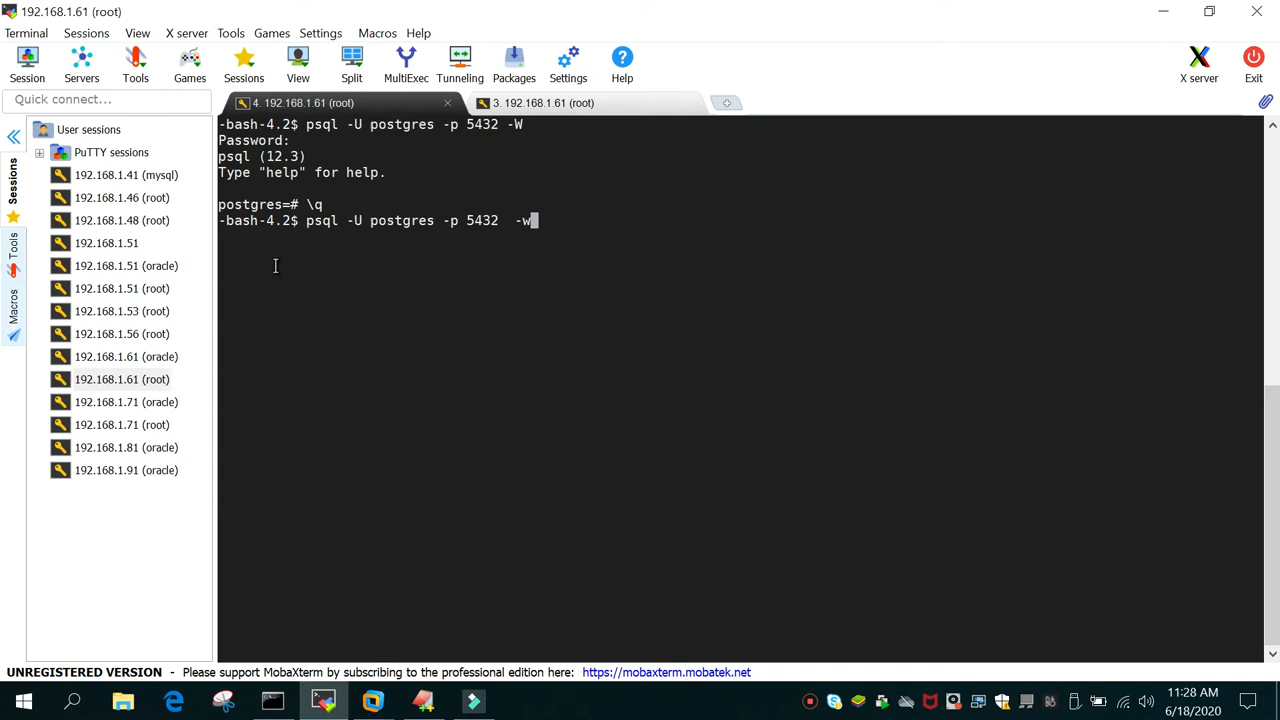 192.168.1.61 (root)
Terminal Sessions View X server Tools Games Settings Macros Help
Session Servers Tools Games Sessions View Split MultiExec Tunneling Packages Settings Help X server Exit
Quick connect...
4. 192.168.1.61 (root)
3. 192.168.1.61 (root)
Sessions
Tools
Macros
User sessions
PuTTY sessions
192.168.1.41 (mysql)
192.168.1.46 (root)
192.168.1.48 (root)
192.168.1.51
192.168.1.51 (oracle)
192.168.1.51 (root)
192.168.1.53 (root)
192.168.1.56 (root)
192.168.1.61 (oracle)
192.168.1.61 (root)
192.168.1.71 (oracle)
192.168.1.71 (root)
192.168.1.81 (oracle)
192.168.1.91 (oracle)
-bash-4.2$ psql -U postgres -p 5432 -W
Password:
psql (12.3)
Type "help" for help.
postgres=# \q
-bash-4.2$ psql -U postgres -p 5432  -w
UNREGISTERED VERSION - Please support MobaXterm by subscribing to the professional edition here: https://mobaxterm.mobatek.net
11:28 AM
6/18/2020